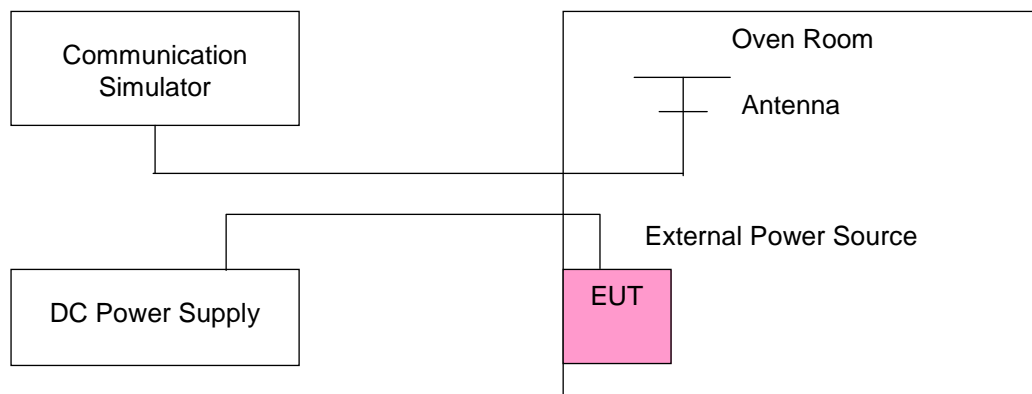 Communication
Simulator
Oven Room
Antenna
External Power Source
DC Power Supply
EUT